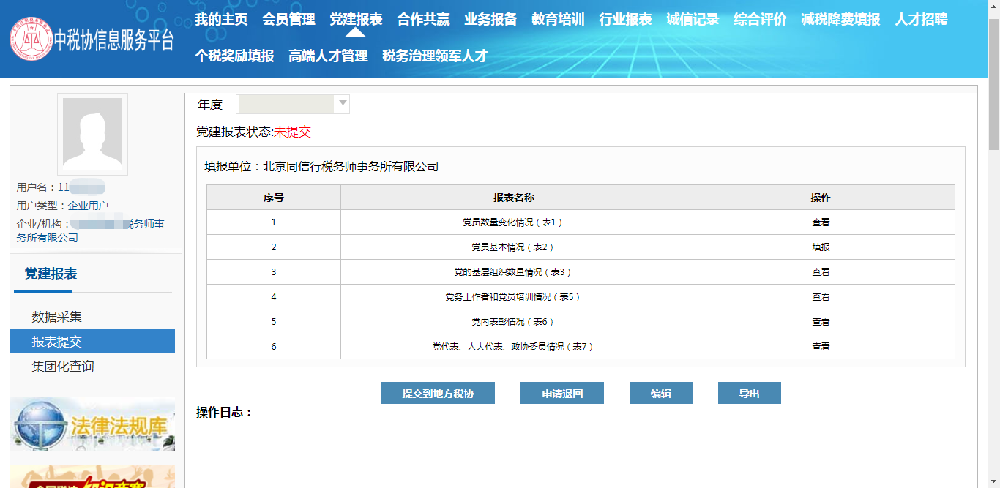 中税协信息服务平台
我的主页 会员管理 党建报表 合作共赢 业务报备 教育培训 行业报表 诚信记录 综合评价 减税降费填报 人才招聘
个税奖励填报 高端人才管理 税务治理领军人才
用户名：11
用户类型：企业用户
企业/机构：税务师事
务所有限公司
党建报表
数据采集
报表提交
集团化查询
法律法规库
年度
党建报表状态:未提交
填报单位：北京同信行税务师事务所有限公司
序号 报表名称 操作
1 党员数量变化情况（表1） 查看
2 党员基本情况（表2） 填报
3 党的基层组织数量情况（表3） 查看
4 党务工作者和党员培训情况（表5） 查看
5 党内表彰情况（表6） 查看
6 党代表、人大代表、政协委员情况（表7） 查看
提交到地方税协 申请退回 编辑 导出
操作日志：